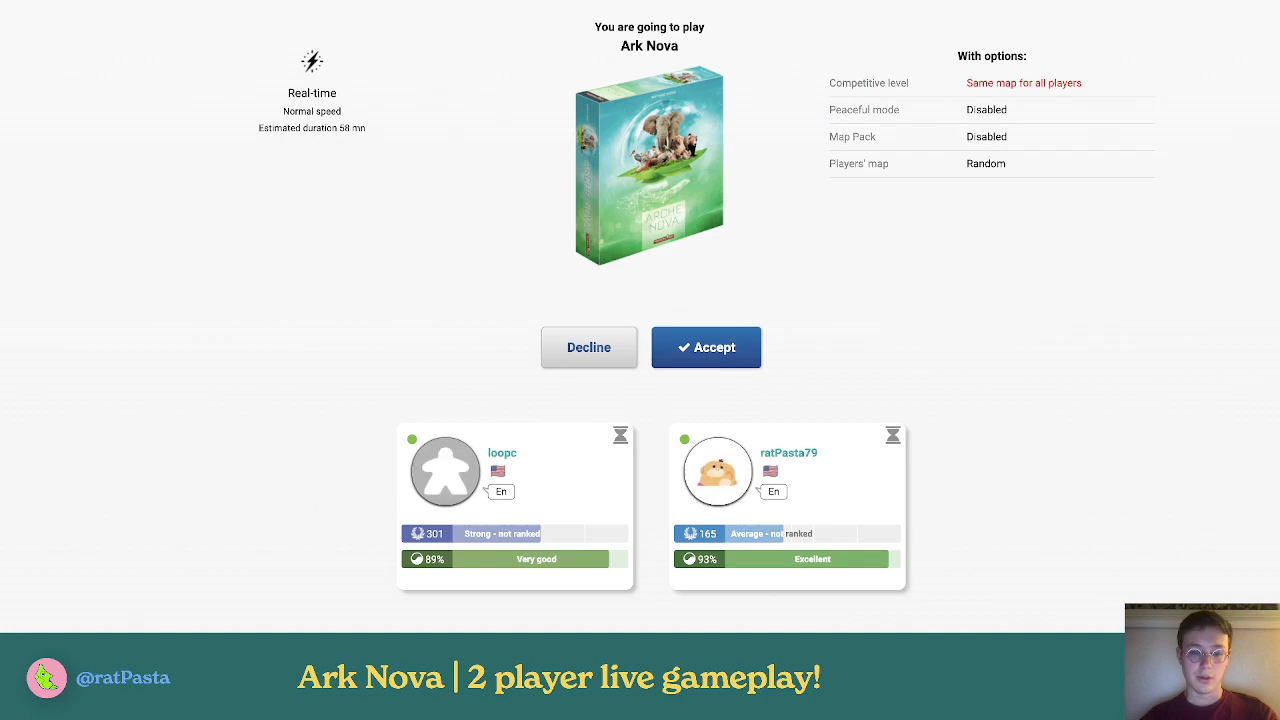 You are going to play
Ark Nova
Real-time
Normal speed
Estimated duration 58 mn
ARCHE
NOVA
With options:
Competitive level Same map for all players
Peaceful mode Disabled
Map Pack Disabled
Players' map Random
Decline
Accept
loopc
En
301 Strong - not ranked
89% Very good
ratPasta79
En
165 Average - not ranked
93% Excellent
@ratPasta
Ark Nova | 2 player live gameplay!